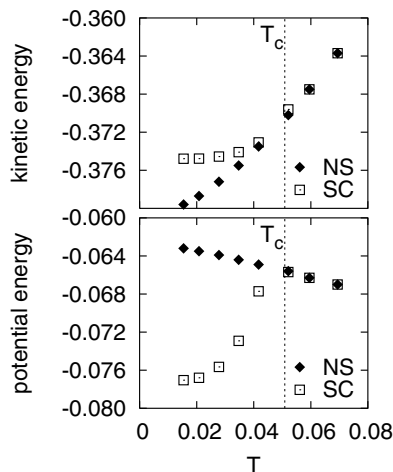 -0.360
-0.364
-0.368
-0.372
-0.376
kinetic energy
Tc
NS
SC
-0.060
-0.064
-0.068
-0.072
-0.076
-0.080
potential energy
Tc
NS
SC
0 0.02 0.04 0.06 0.08
T